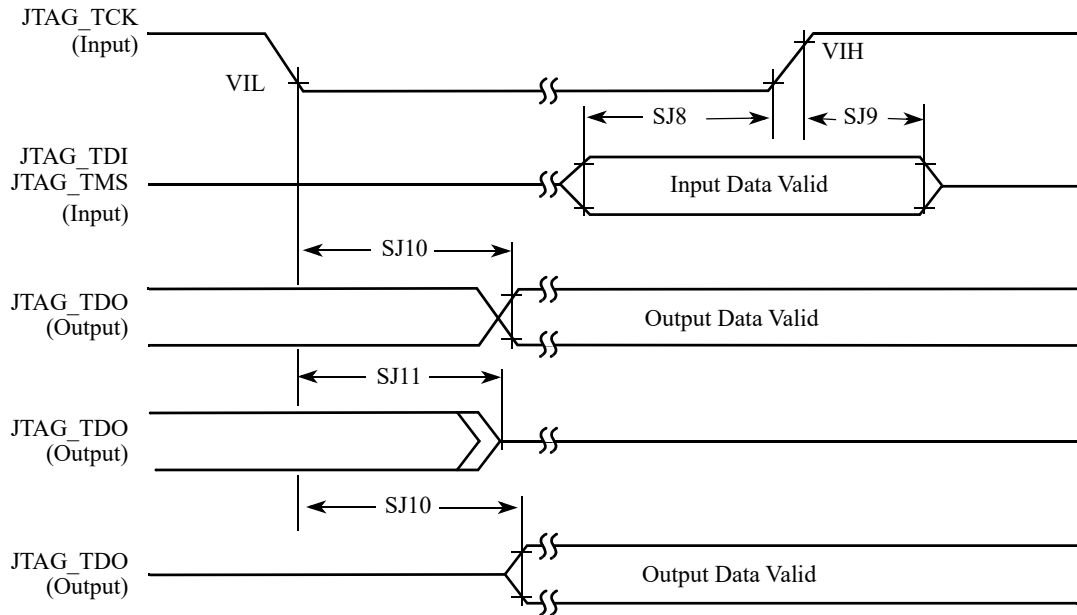 JTAG_TCK
(Input)
VIL
VIH
SJ8
SJ9
JTAG_TDI
JTAG_TMS
(Input)
Input Data Valid
SJ10
JTAG_TDO
(Output)
Output Data Valid
SJ11
JTAG_TDO
(Output)
SJ10
JTAG_TDO
(Output)
Output Data Valid